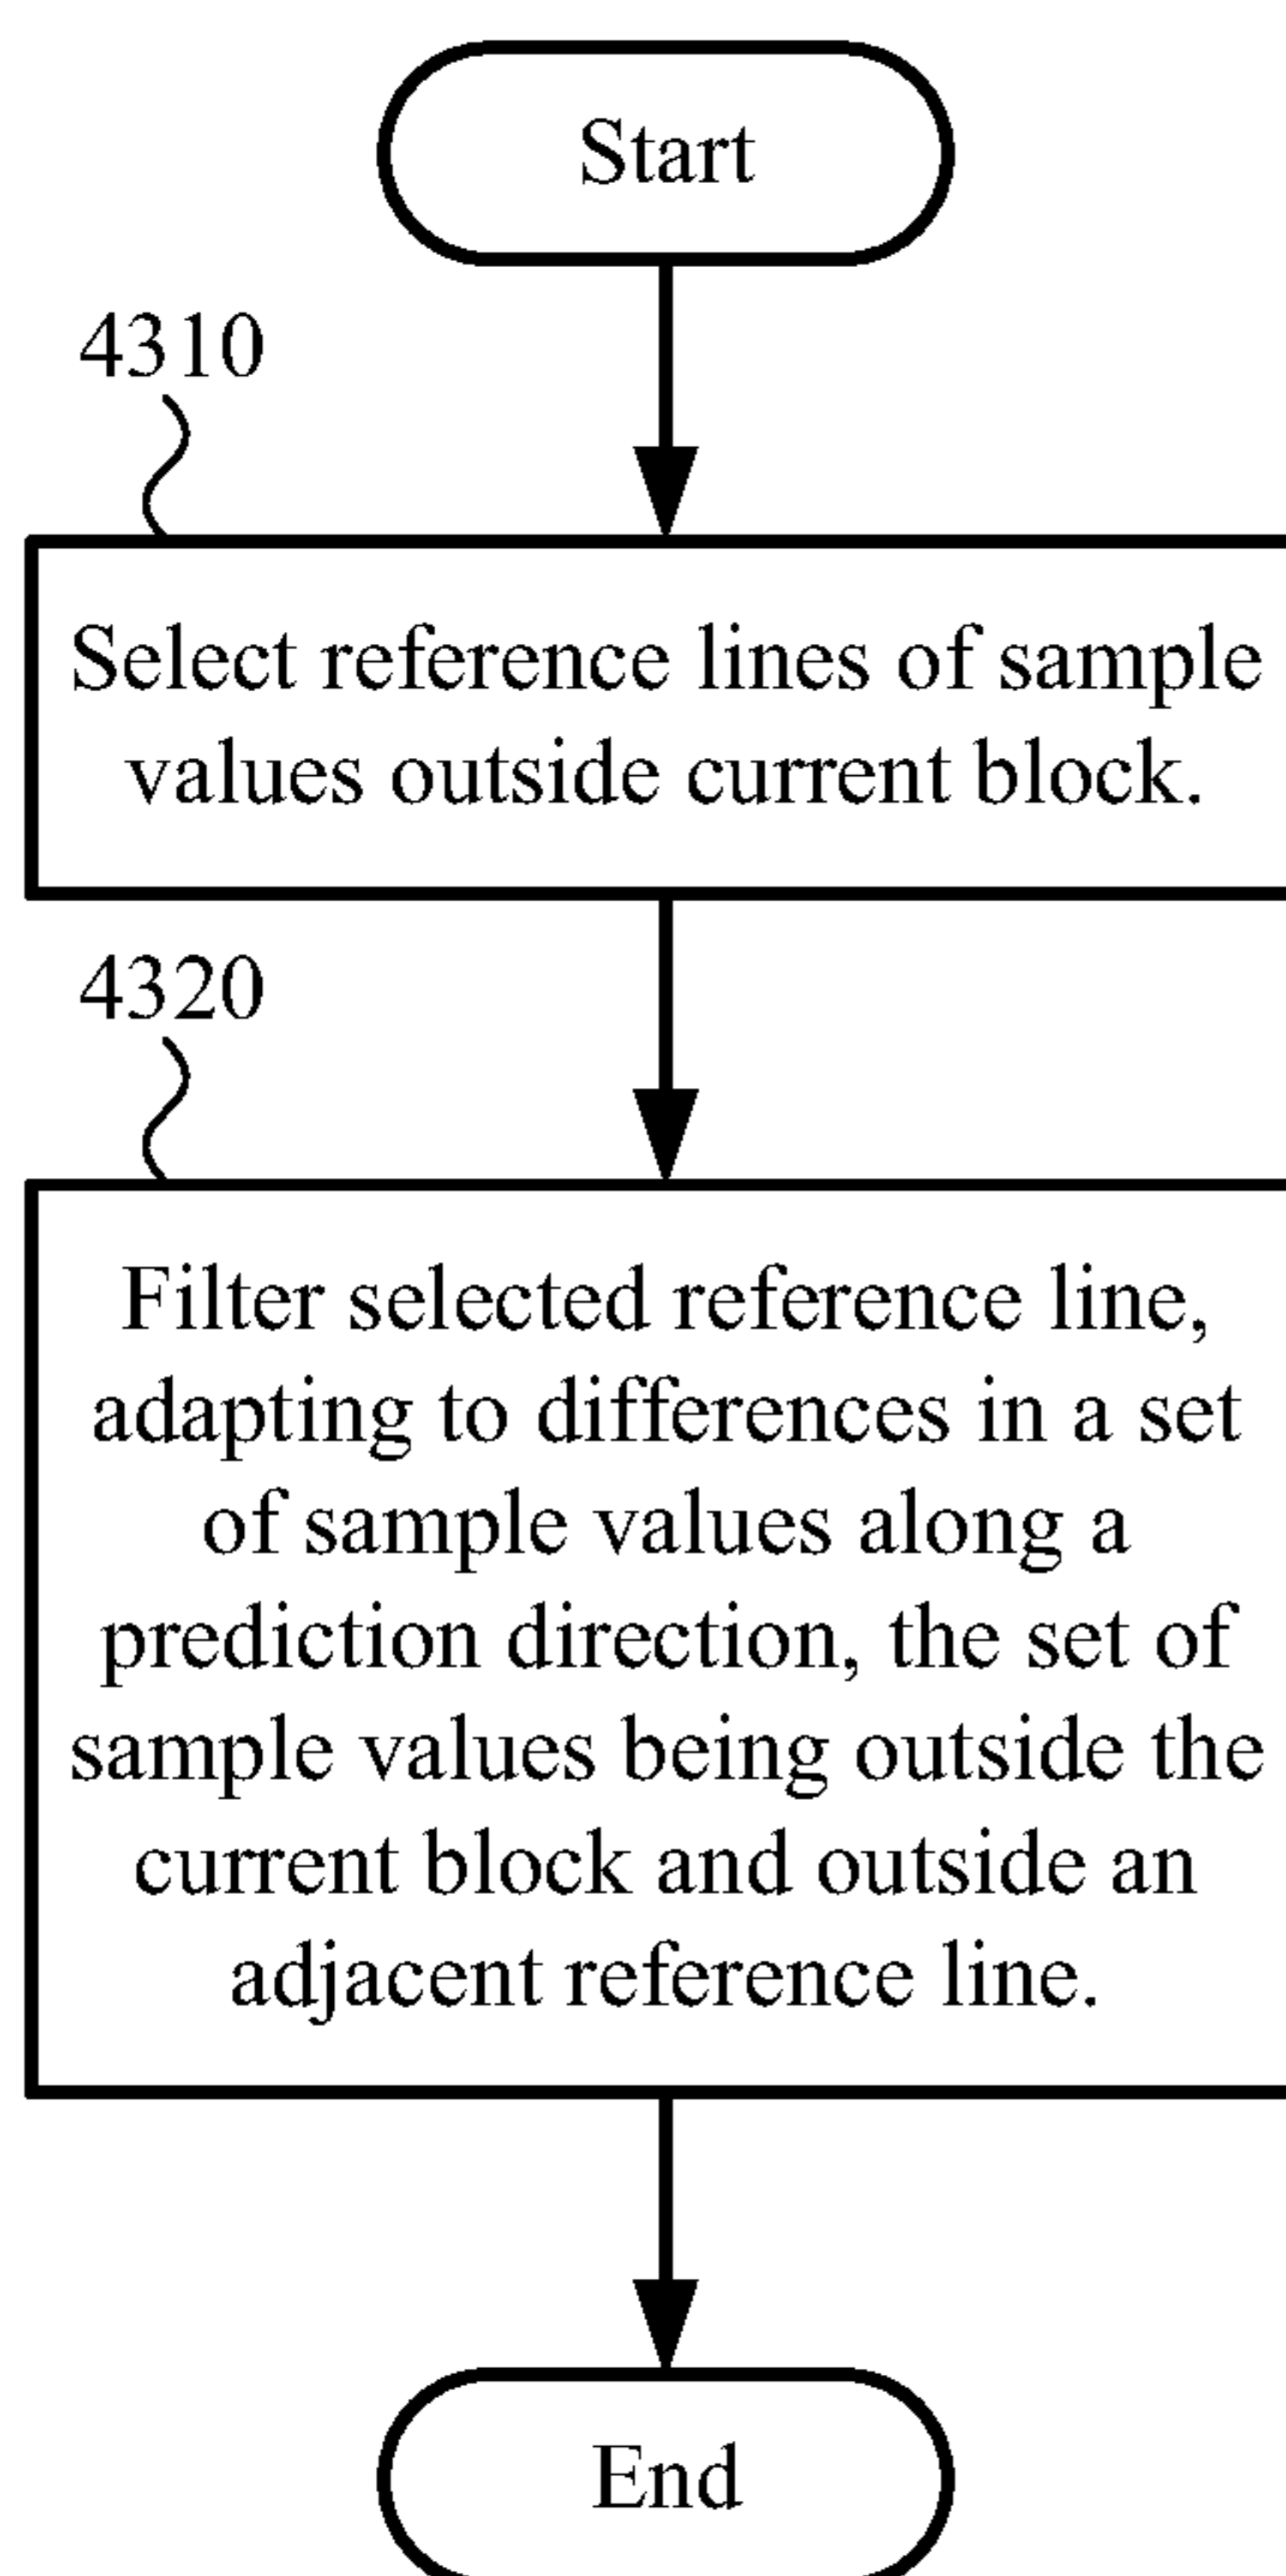 Start
4310
Select reference lines of sample
values outside current block.
4320
Filter selected reference line,
adapting to differences in a set
of sample values along a
prediction direction, the set of
sample values being outside the
current block and outside an
adjacent reference line.
End